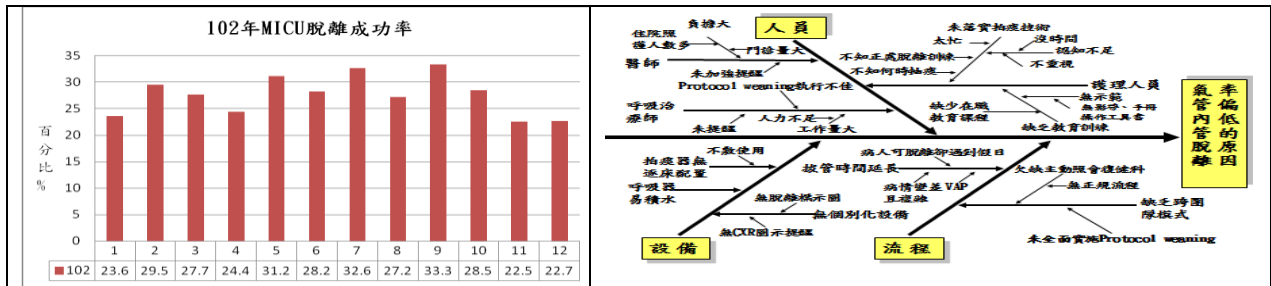 102年MICU脫離成功率
百分比%
35
30
25
20
15
10
5
0
1 2 3 4 5 6 7 8 9 10 11 12
102 23.6 29.5 27.7 24.4 31.2 28.2 32.6 27.2 33.3 28.5 22.5 22.7
人員
負擔大
住院照
護人數多
門診量大
醫師
未加強提醒
Protocol weaning執行不佳
呼吸治
療師
人力不足
未提醒
工作量大
未落實拍痰技術
太忙
沒時間
認知不足
不重視
不知正處脫離訓練
不知何時抽痰
護理人員
無示範
操作工具書
缺少在職
教育課程
缺乏教育訓練
氣管內管脫離
率偏低的原因
不敷使用
拍痰器無
逐床配置
呼吸器
易積水
無脫離標示圖
無個別化設備
無CXR圖示提醒
設備
病人可脫離卻遇到假日
拔管時間延長
病情變差VAP
且複雜
欠缺主動照會復健科
無正規流程
缺乏跨團
隊模式
未全面實施Protocol weaning
流程